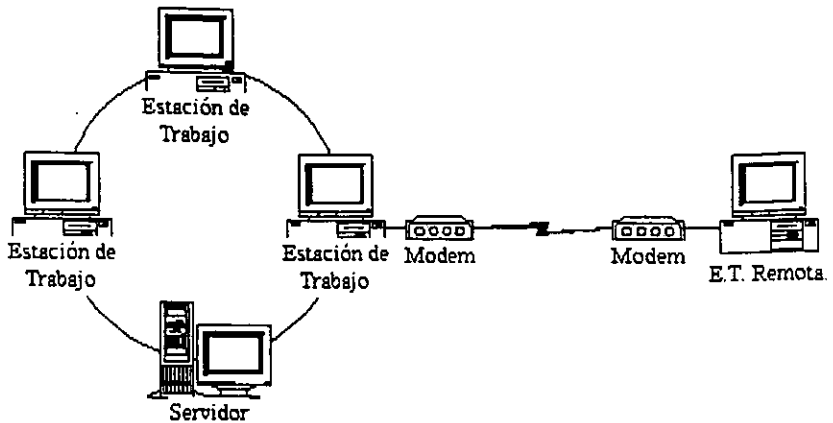 Estación de
Trabajo
Estación de
Trabajo
Estación de
Trabajo
Modem
Modem
E.T. Remota.
Servidor